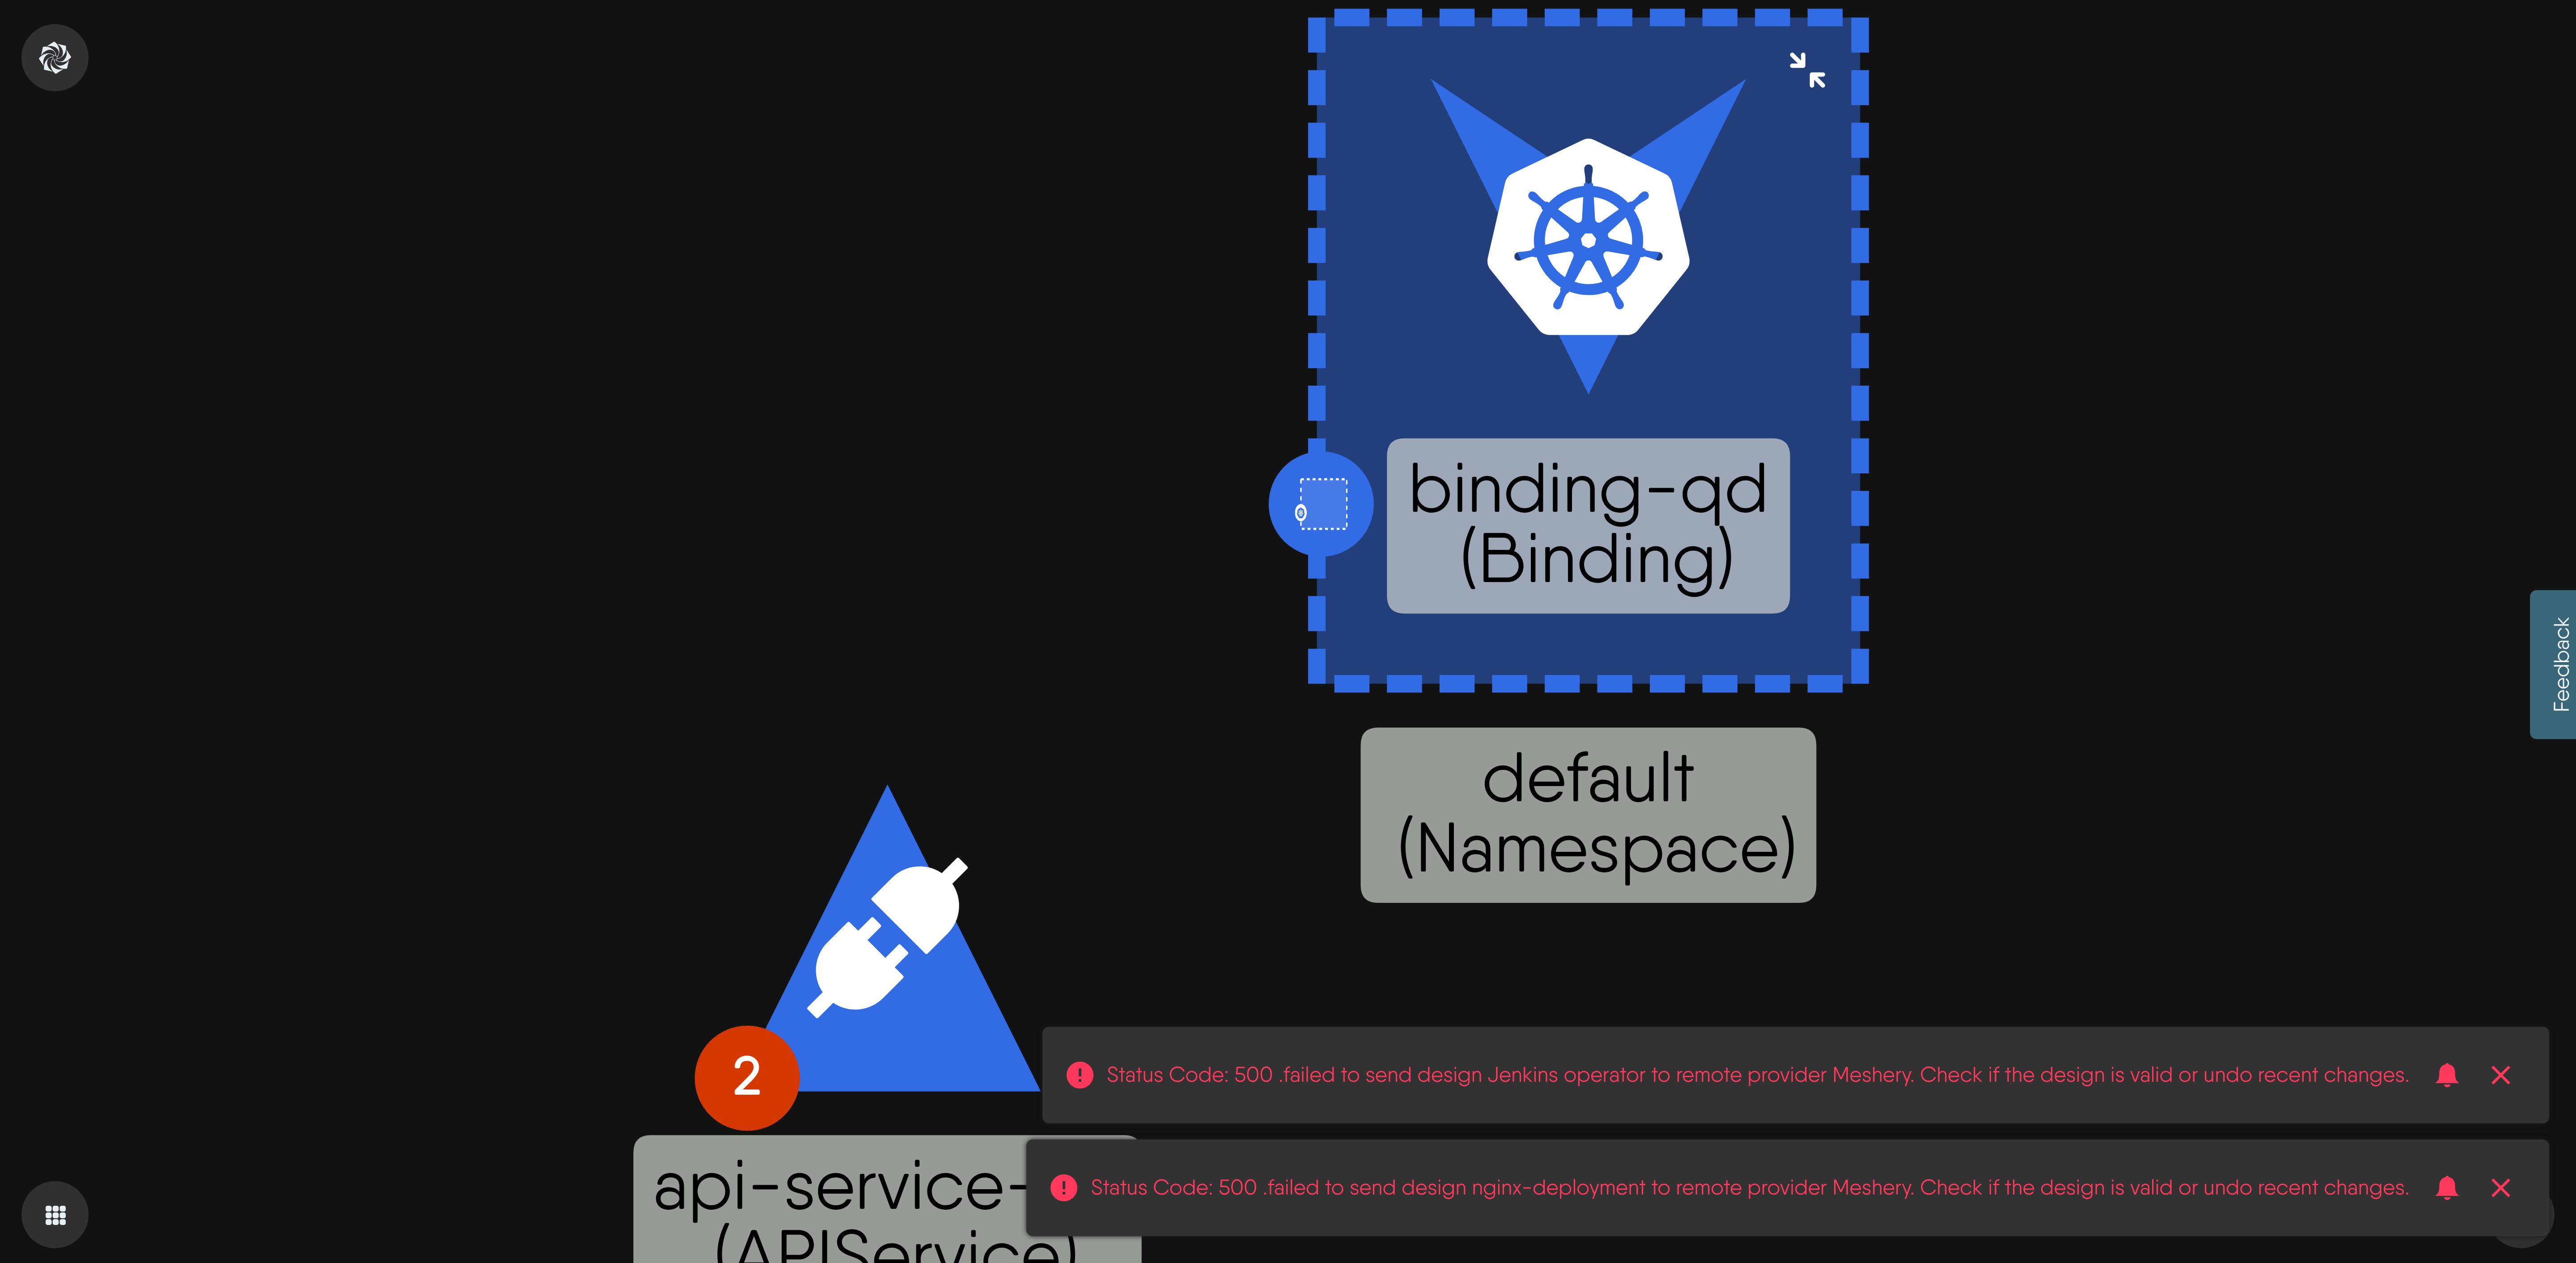 binding-qd
(Binding)
default
(Namespace)
Feedback
2
Status Code: 500 .failed to send design Jenkins operator to remote provider Meshery. Check if the design is valid or undo recent changes.
api-service-
(APIService)
Status Code: 500 .failed to send design nginx-deployment to remote provider Meshery. Check if the design is valid or undo recent changes.